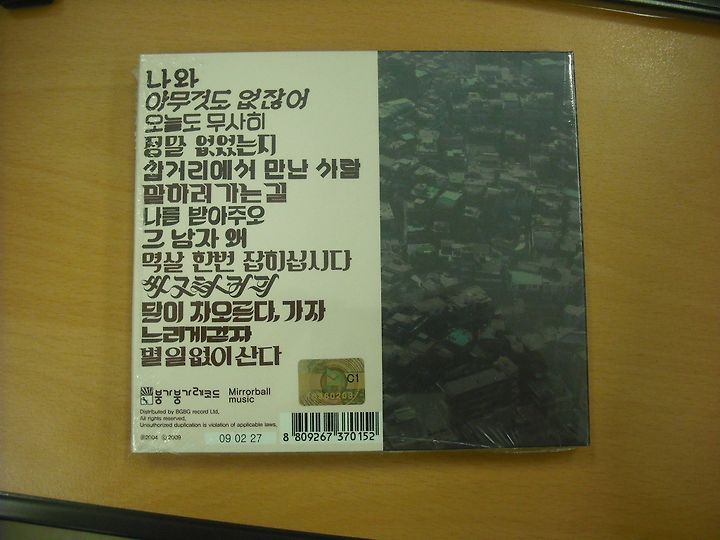 나와
아무것도 없잖어
오늘도 무사히
정말 없었는지
삼거리에서 만난 사람
말하러 가는 길
나를 받아주오
그 남자 왜
멱살 한번 잡히십시다
싸구려 커피
달이 차오른다, 가자
느리게 걷자
별일 없이 산다
붕가붕가레코드
Mirrorball
music
Distributed by BGBG record Ltd,
All rights reserved,
Unauthorized duplication is violation of applicable laws,
℗2004 ©2009
09 02 27
8 809267 370152